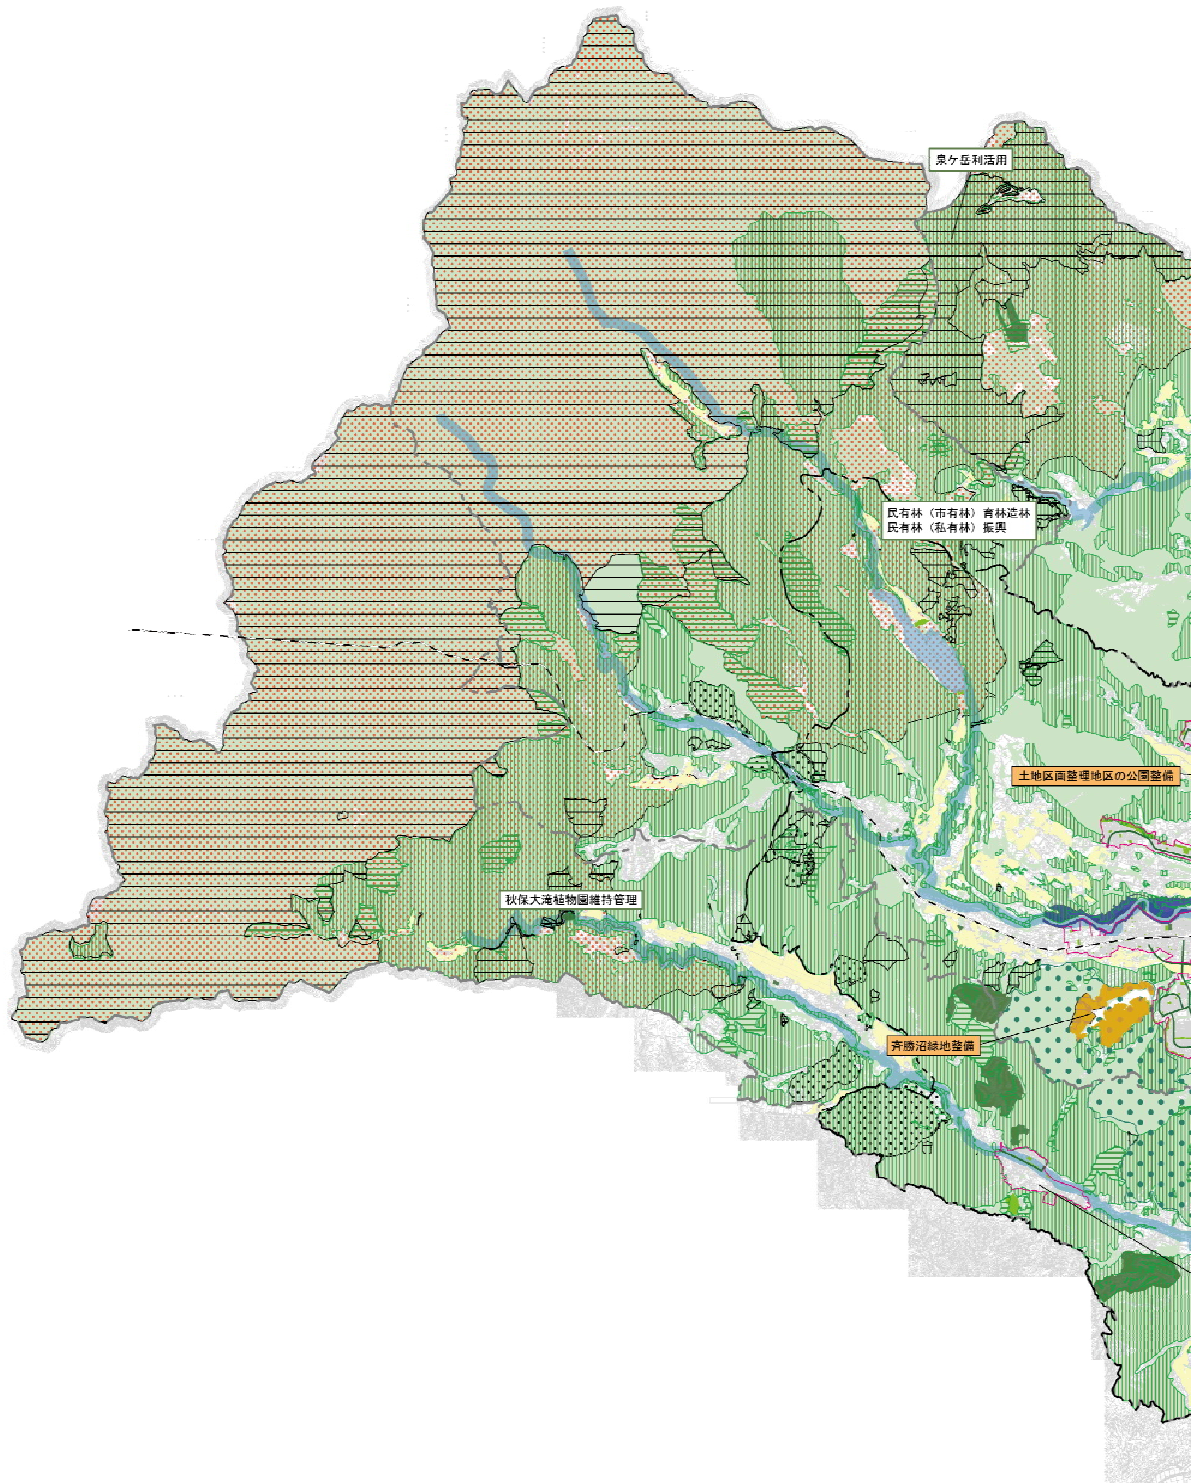 泉ケ岳利活用
民有林（市有林）育林造林
民有林（私有林）振興
土地区画整理地区の公園整備
秋保大滝植物園維持管理
斉勝沼緑地整備